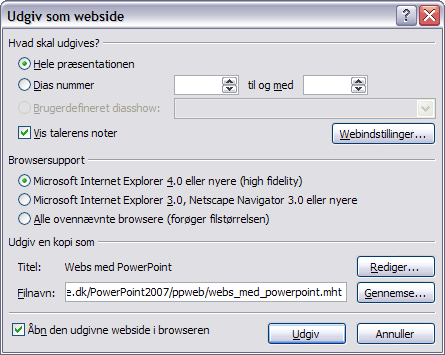 Udgiv som webside
Hvad skal udgives?
Hele præsentationen
Dias nummer til og med
Brugerdefineret diasshow:
Vis talerens noter Webindstillinger...
Browsersupport
Microsoft Internet Explorer 4.0 eller nyere (high fidelity)
Microsoft Internet Explorer 3.0, Netscape Navigator 3.0 eller nyere
Alle ovennævnte browsere (forøger filstørrelsen)
Udgiv en kopi som
Titel: Webs med PowerPoint Rediger...
Filnavn: e.dk/PowerPoint2007/ppweb/webs_med_powerpoint.mht Gennemse...
Åbn den udgivne webside i browseren Udgiv Annuller